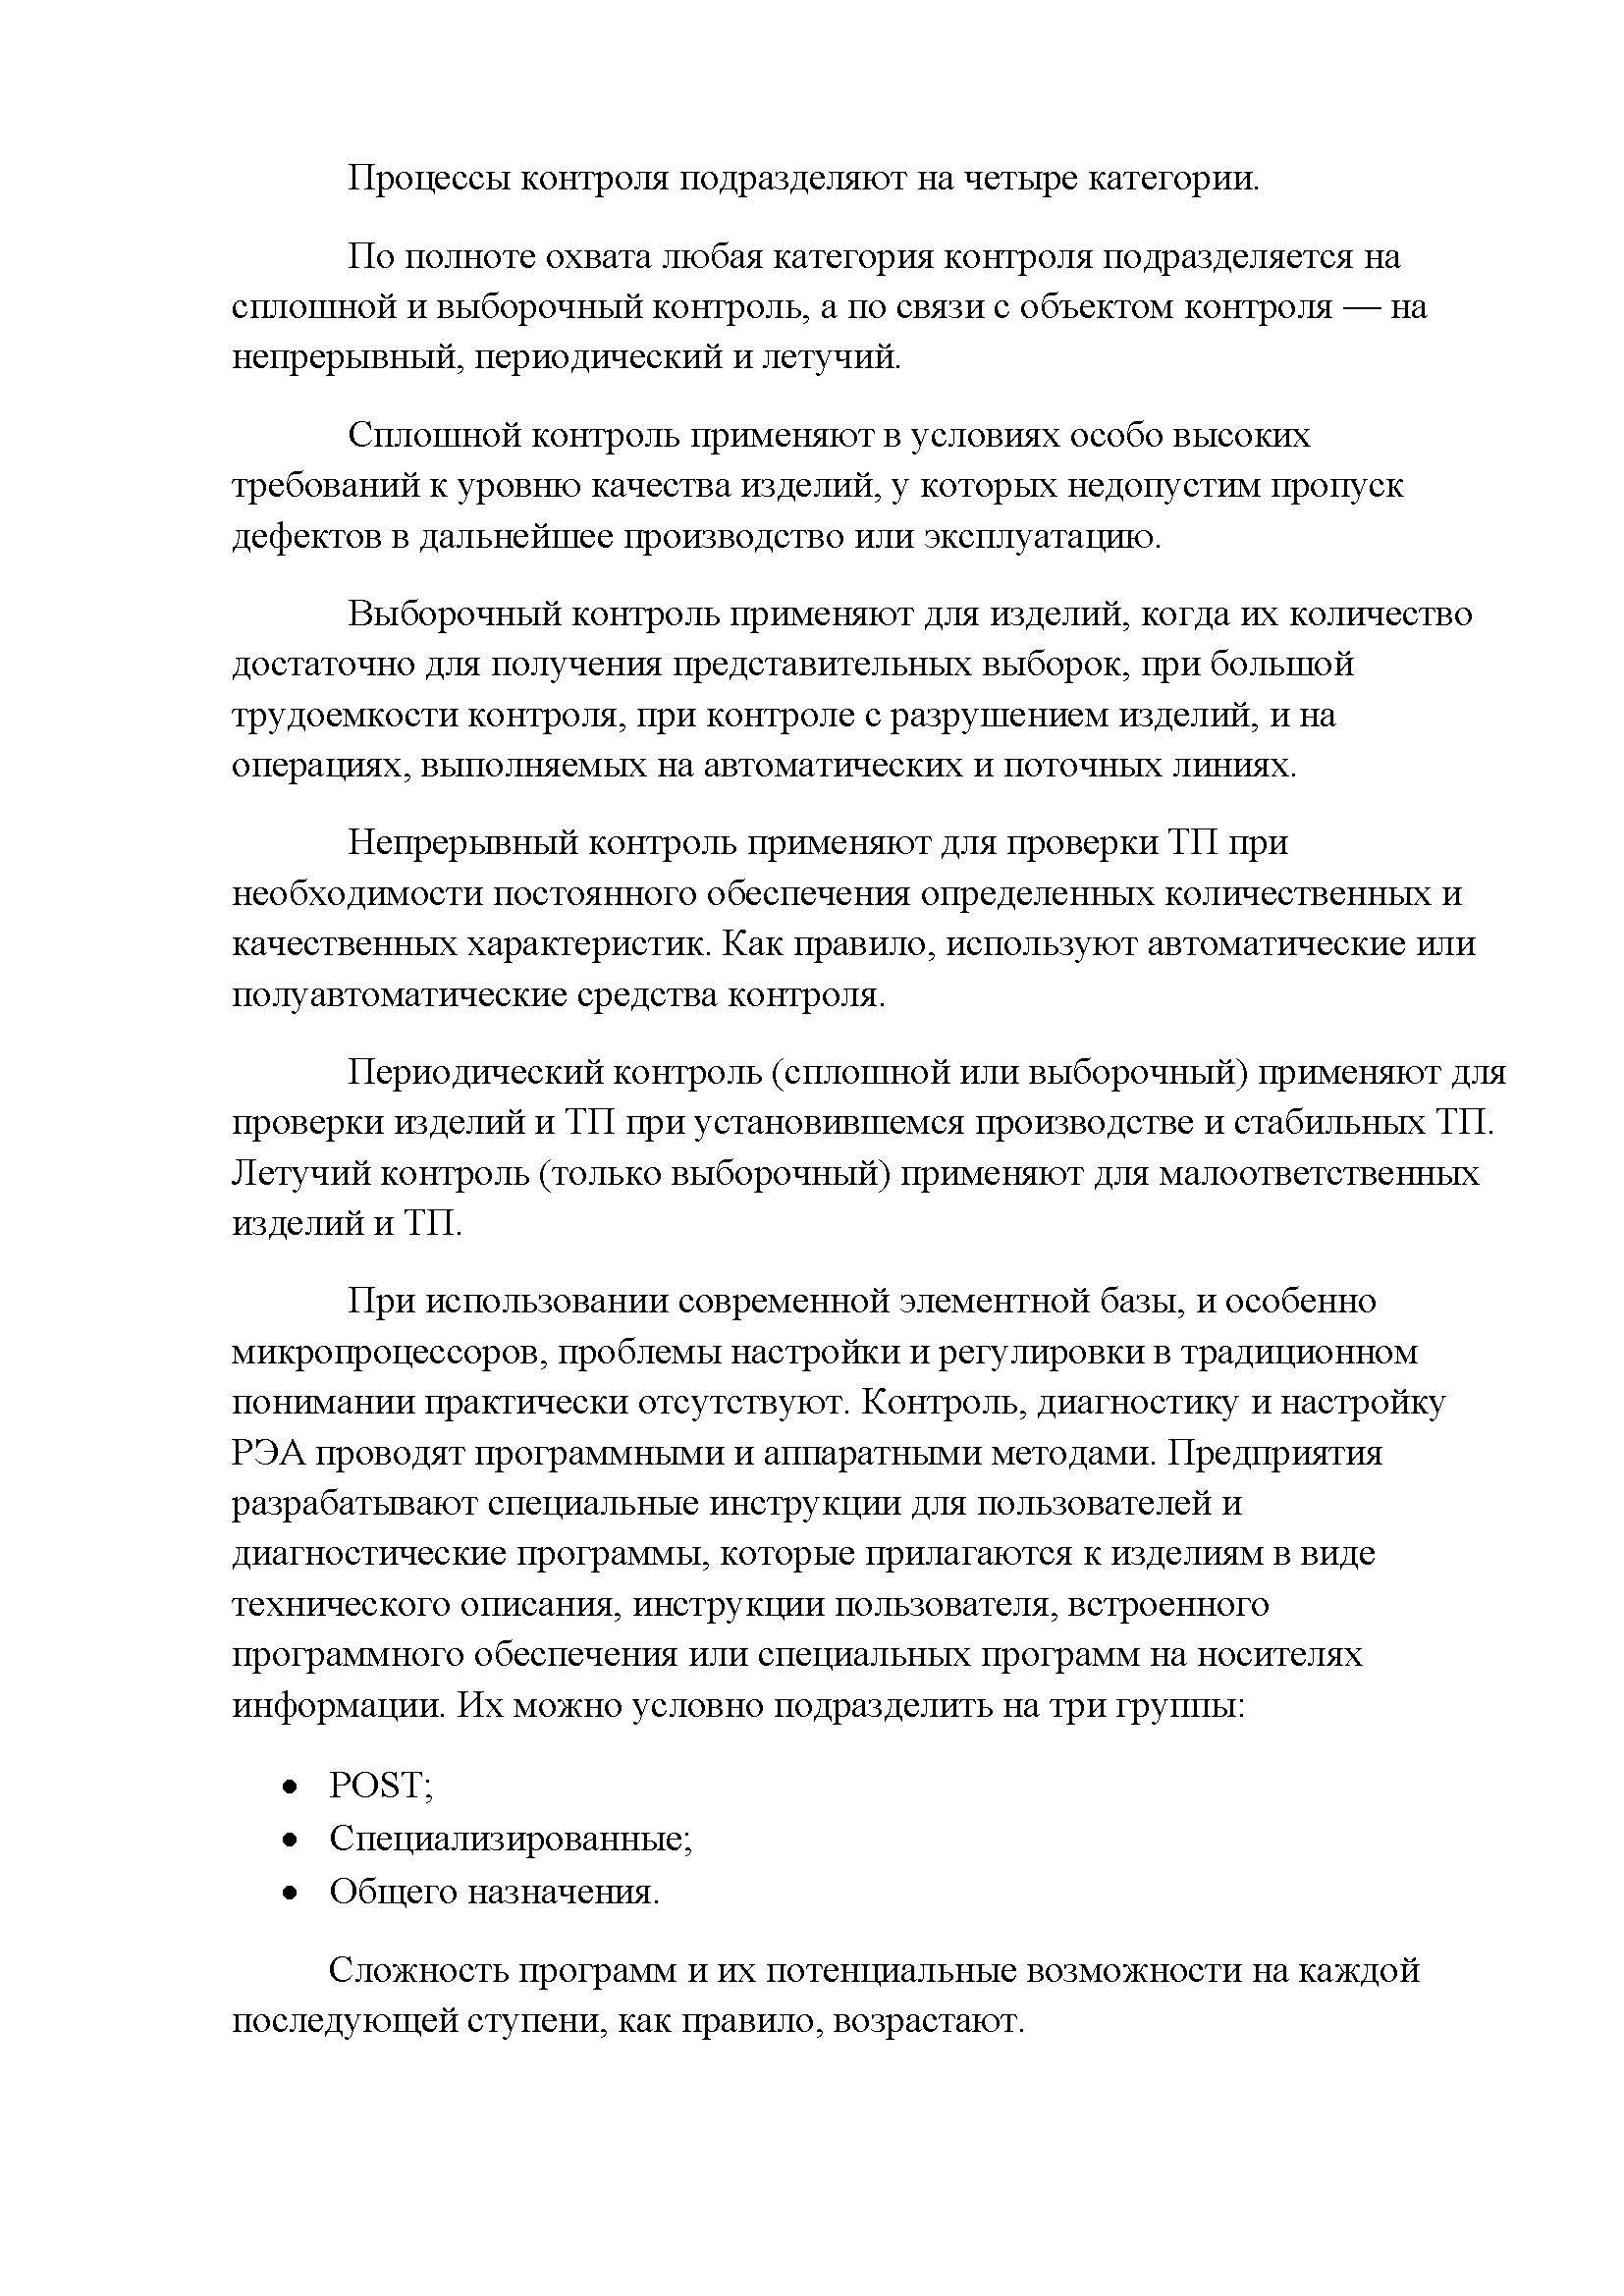 Процессы контроля подразделяют на четыре категории.
По полноте охвата любая категория контроля подразделяется на
сплошной и выборочный контроль, а по связи с объектом контроля — на
непрерывный, периодический и летучий.
Сплошной контроль применяют в условиях особо высоких
требований к уровню качества изделий, у которых недопустим пропуск
дефектов в дальнейшее производство или эксплуатацию.
Выборочный контроль применяют для изделий, когда их количество
достаточно для получения представительных выборок, при большой
трудоемкости контроля, при контроле с разрушением изделий, и на
операциях, выполняемых на автоматических и поточных линиях.
Непрерывный контроль применяют для проверки ТП при
необходимости постоянного обеспечения определенных количественных и
качественных характеристик. Как правило, используют автоматические или
полуавтоматические средства контроля.
Периодический контроль (сплошной или выборочный) применяют для
проверки изделий и ТП при установившемся производстве и стабильных ТП.
Летучий контроль (только выборочный) применяют для малоответственных
изделий и ТП.
При использовании современной элементной базы, и особенно
микропроцессоров, проблемы настройки и регулировки в традиционном
понимании практически отсутствуют. Контроль, диагностику и настройку
РЭА проводят программными и аппаратными методами. Предприятия
разрабатывают специальные инструкции для пользователей и
диагностические программы, которые прилагаются к изделиям в виде
технического описания, инструкции пользователя, встроенного
программного обеспечения или специальных программ на носителях
информации. Их можно условно подразделить на три группы:
• POST;
• Специализированные;
• Общего назначения.
Сложность программ и их потенциальные возможности на каждой
последующей ступени, как правило, возрастают.